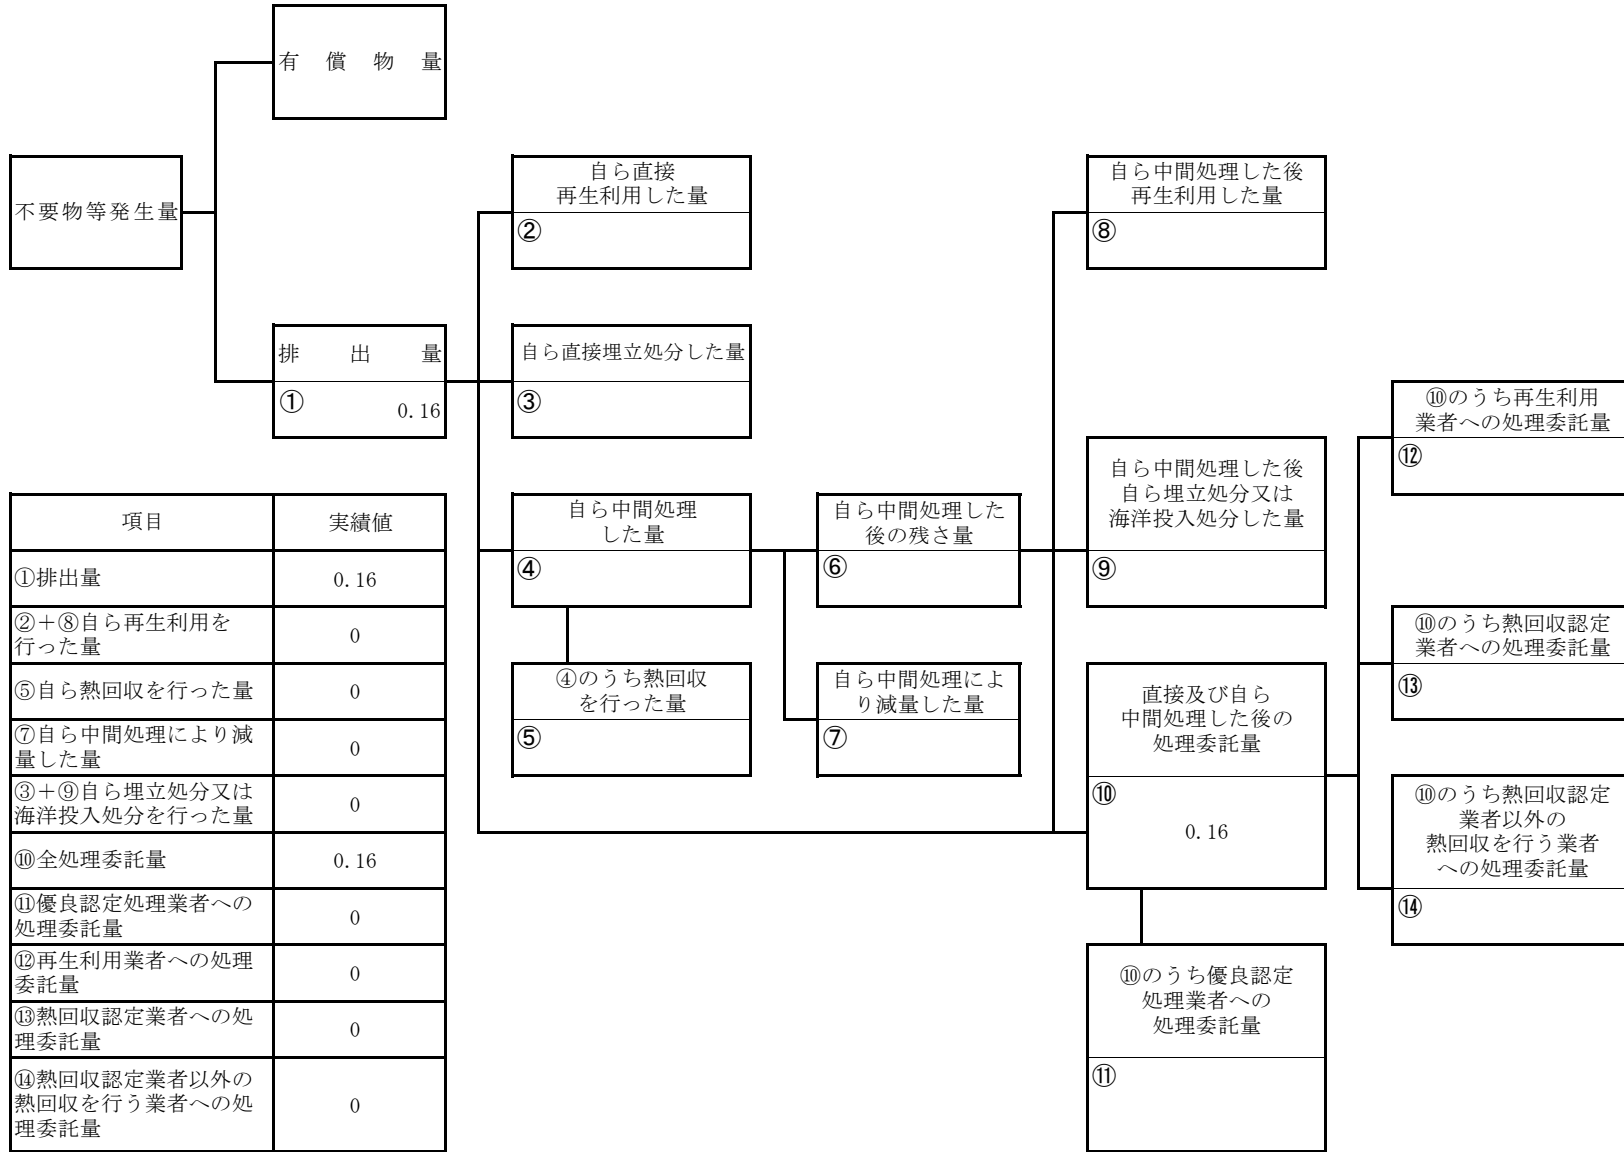 有償物量
不要物等発生量
排出量
①
0.16
自ら直接
再生利用した量
②
自ら直接埋立処分した量
③
自ら中間処理
した量
④
④のうち熱回収
を行った量
⑤
自ら中間処理した
後の残さ量
⑥
自ら中間処理によ
り減量した量
⑦
自ら中間処理した後
再生利用した量
⑧
自ら中間処理した後
自ら埋立処分又は
海洋投入処分した量
⑨
直接及び自ら
中間処理した後の
処理委託量
⑩
0.16
⑩のうち優良認定
処理業者への
処理委託量
⑪
⑩のうち再生利用
業者への処理委託量
⑫
⑩のうち熱回収認定
業者への処理委託量
⑬
⑩のうち熱回収認定
業者以外の
熱回収を行う業者
への処理委託量
⑭
項目 実績値
①排出量 0.16
②＋⑧自ら再生利用を
行った量 0
⑤自ら熱回収を行った量 0
⑦自ら中間処理により減
量した量 0
③＋⑨自ら埋立処分又は
海洋投入処分を行った量 0
⑩全処理委託量 0.16
⑪優良認定処理業者への
処理委託量 0
⑫再生利用業者への処理
委託量 0
⑬熱回収認定業者への処
理委託量 0
⑭熱回収認定業者以外の
熱回収を行う業者への処
理委託量 0